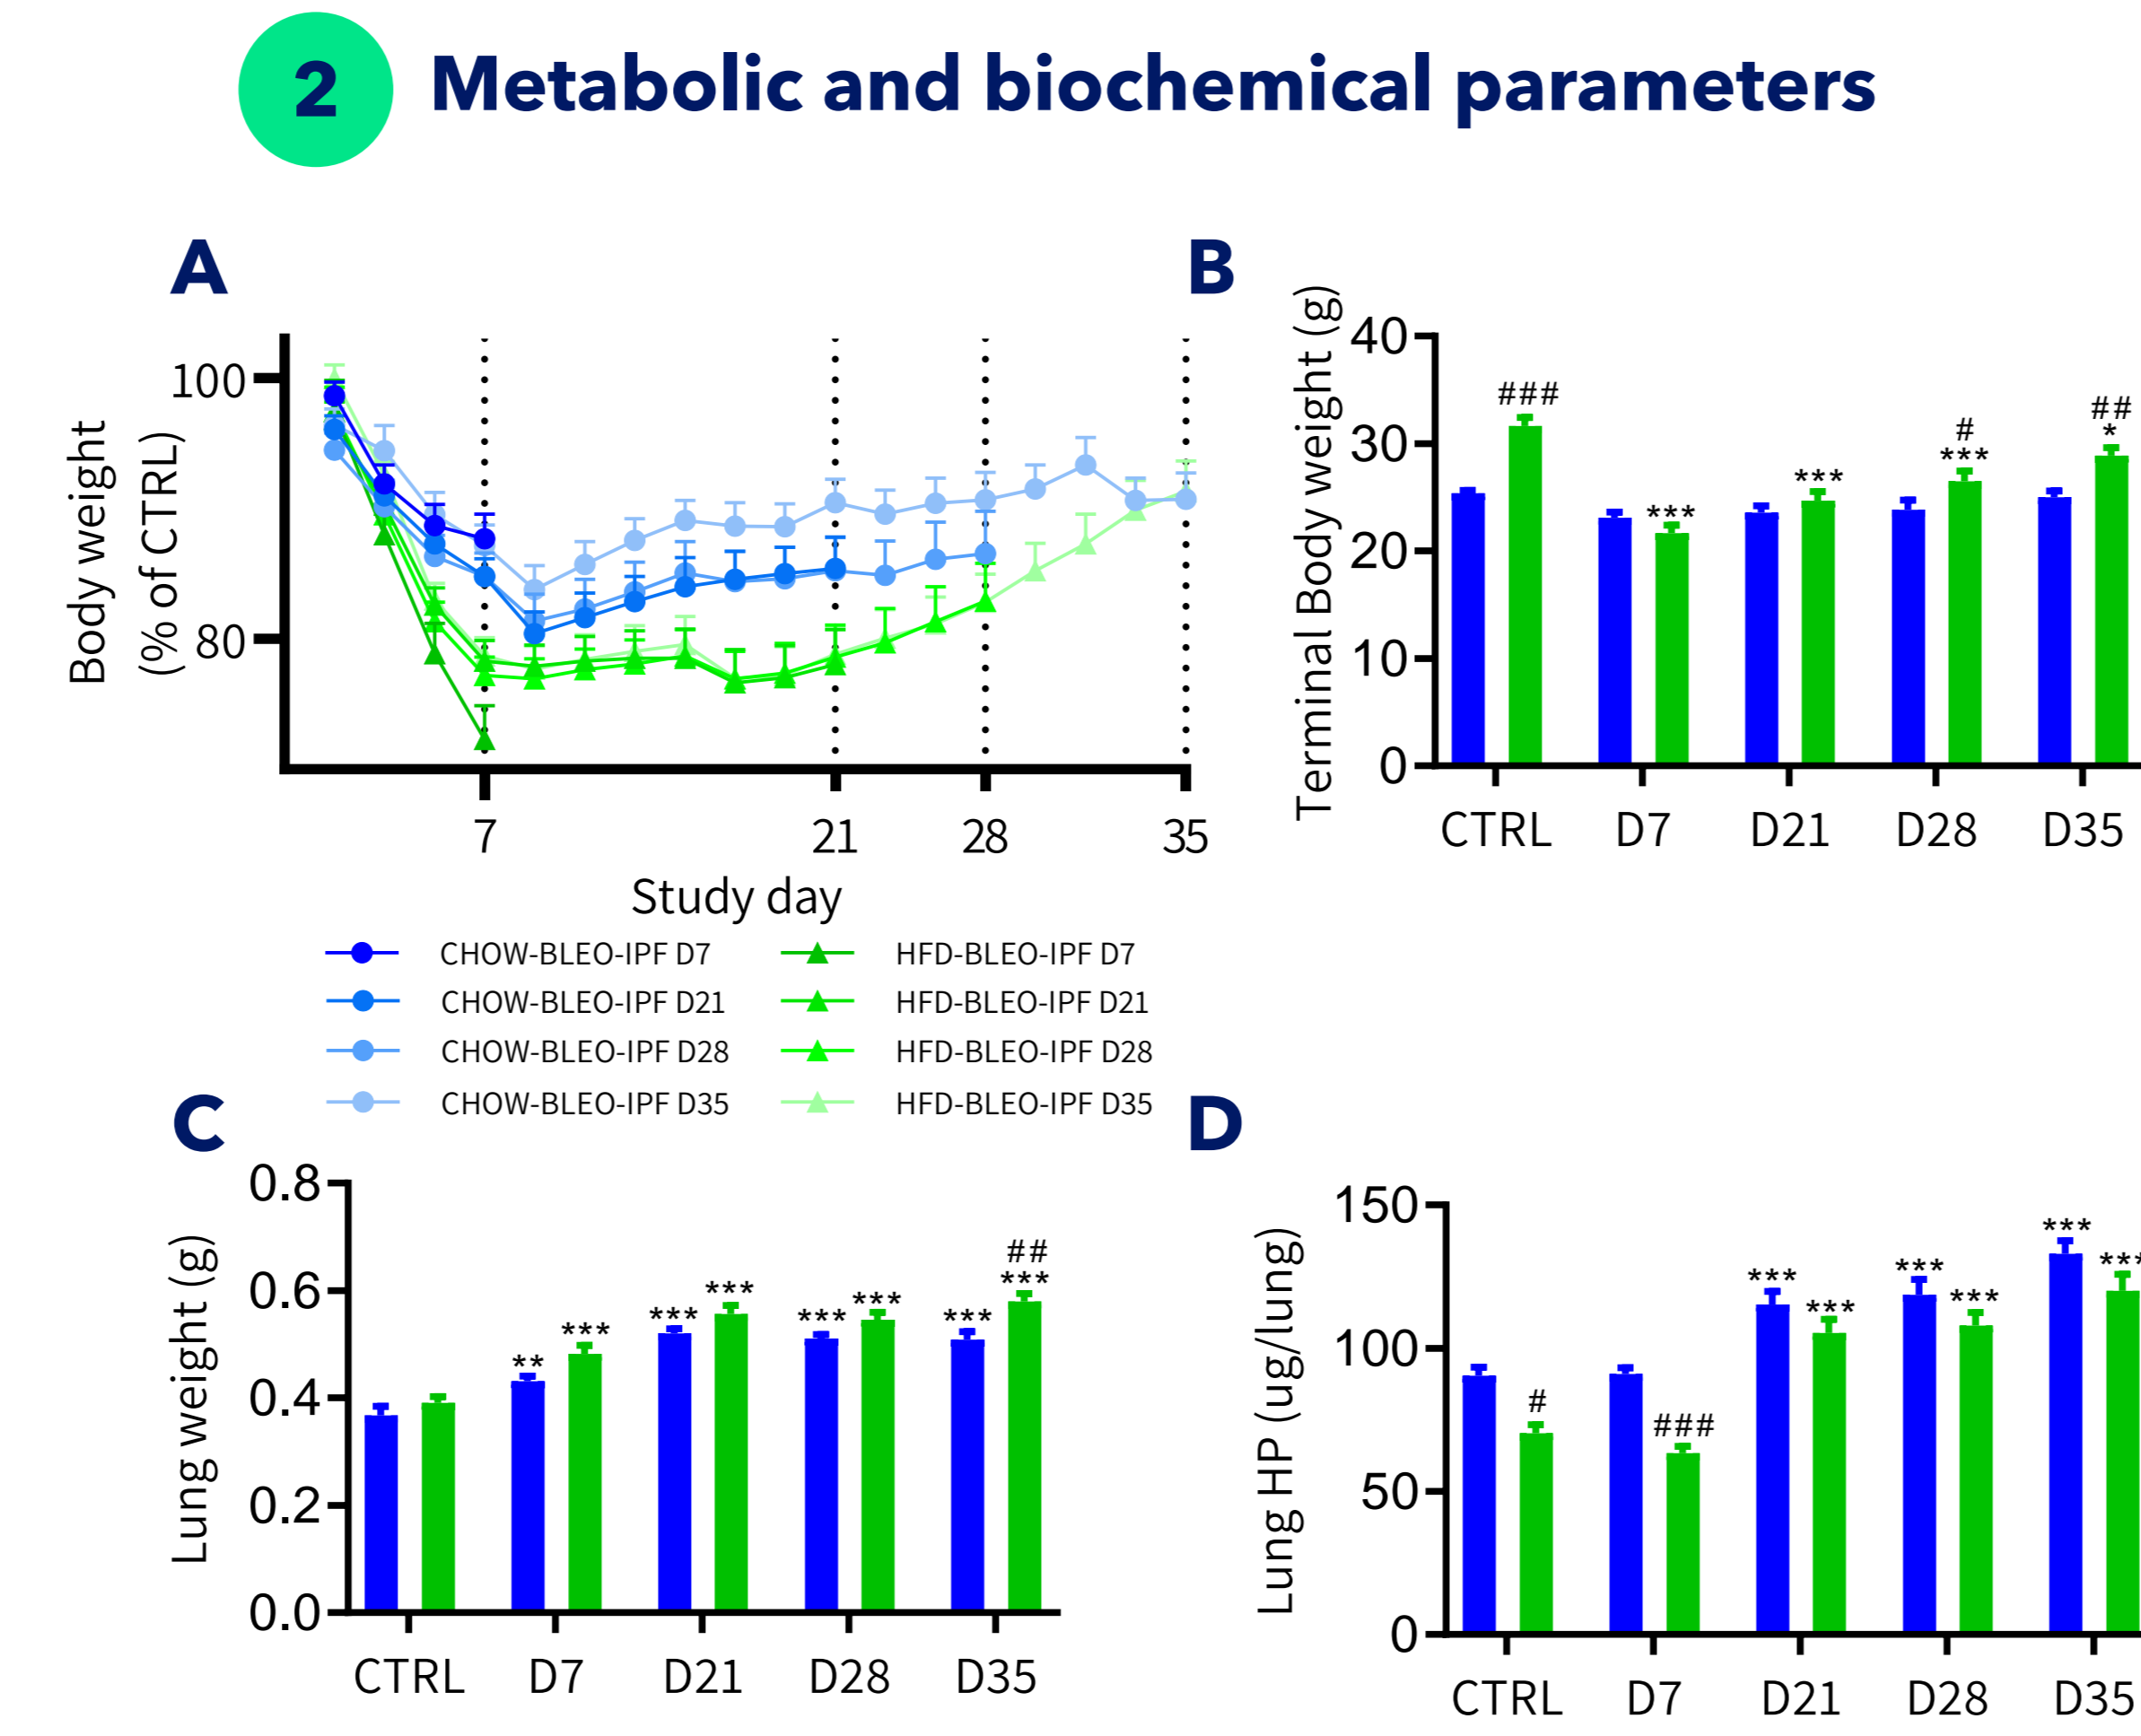 2 Metabolic and biochemical parameters
A
Body weight
(% of CTRL)
100
80
7 21 28 35
Study day
CHOW-BLEO-IPF D7
CHOW-BLEO-IPF D21
CHOW-BLEO-IPF D28
CHOW-BLEO-IPF D35
HFD-BLEO-IPF D7
HFD-BLEO-IPF D21
HFD-BLEO-IPF D28
HFD-BLEO-IPF D35
B
Terminal Body weight (g)
40
30
20
10
0
###
***
***
#
***
##
*
CTRL D7 D21 D28 D35
C
Lung weight (g)
0.8
0.6
0.4
0.2
0.0
**
***
***
***
***
***
***
##
***
CTRL D7 D21 D28 D35
D
Lung HP (ug/lung)
150
100
50
0
#
###
***
***
***
***
***
***
CTRL D7 D21 D28 D35